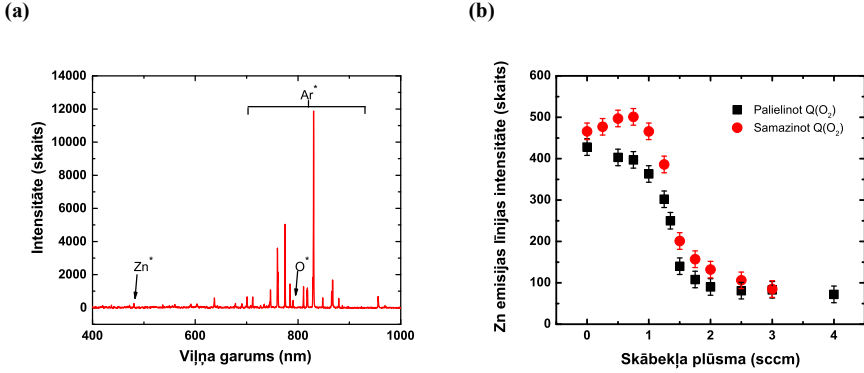 (a)
(b)
14000
12000
10000
8000
6000
4000
2000
0
Intensitāte (skaits)
Ar*
Zn*
O*
400
600
800
1000
Viļņa garums (nm)
600
500
400
300
200
100
0
Zn emisijas līnijas intensitāte (skaits)
Palielinot Q(O₂)
Samazinot Q(O₂)
0
1
2
3
4
Skābekļa plūsma (sccm)